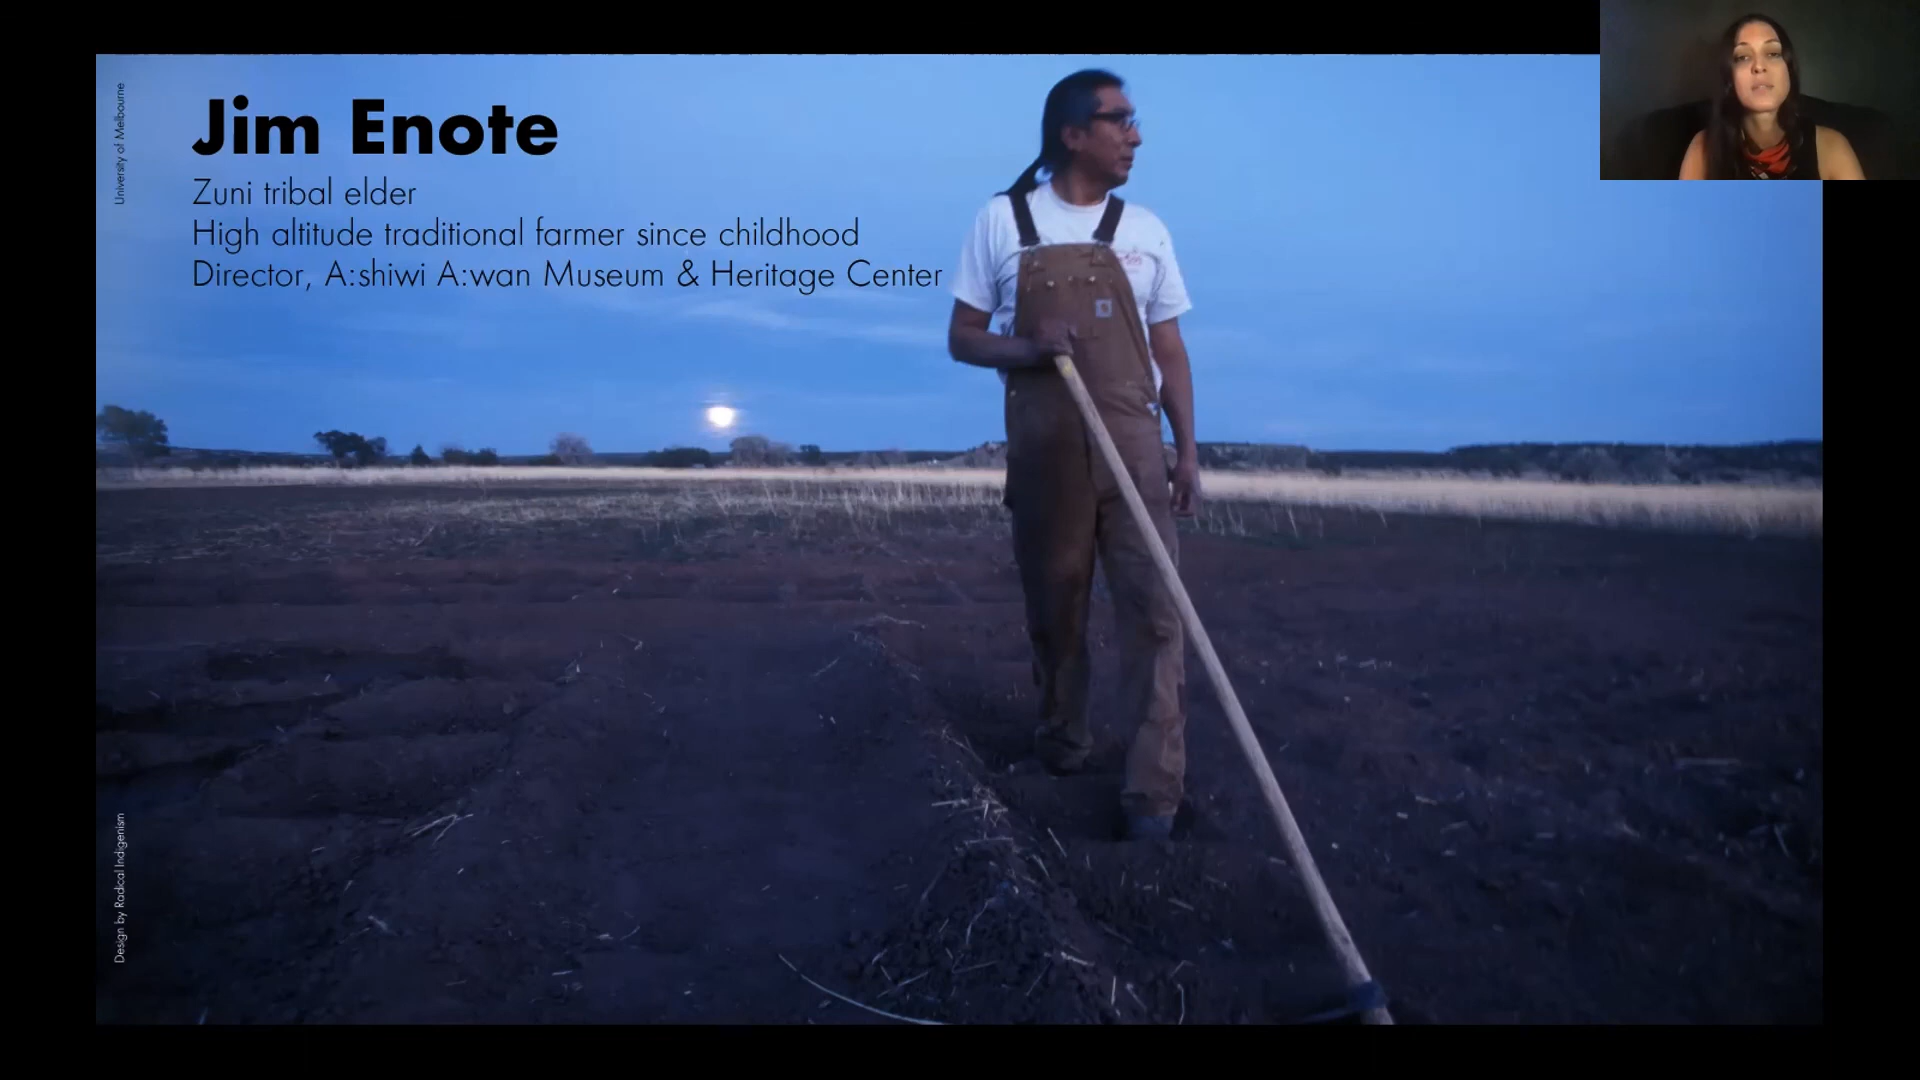 Jim Enote
Zuni tribal elder
High altitude traditional farmer since childhood
Director, A:shiwi A:wan Museum & Heritage Center
University of Melbourne
Design by Radical Indigenism